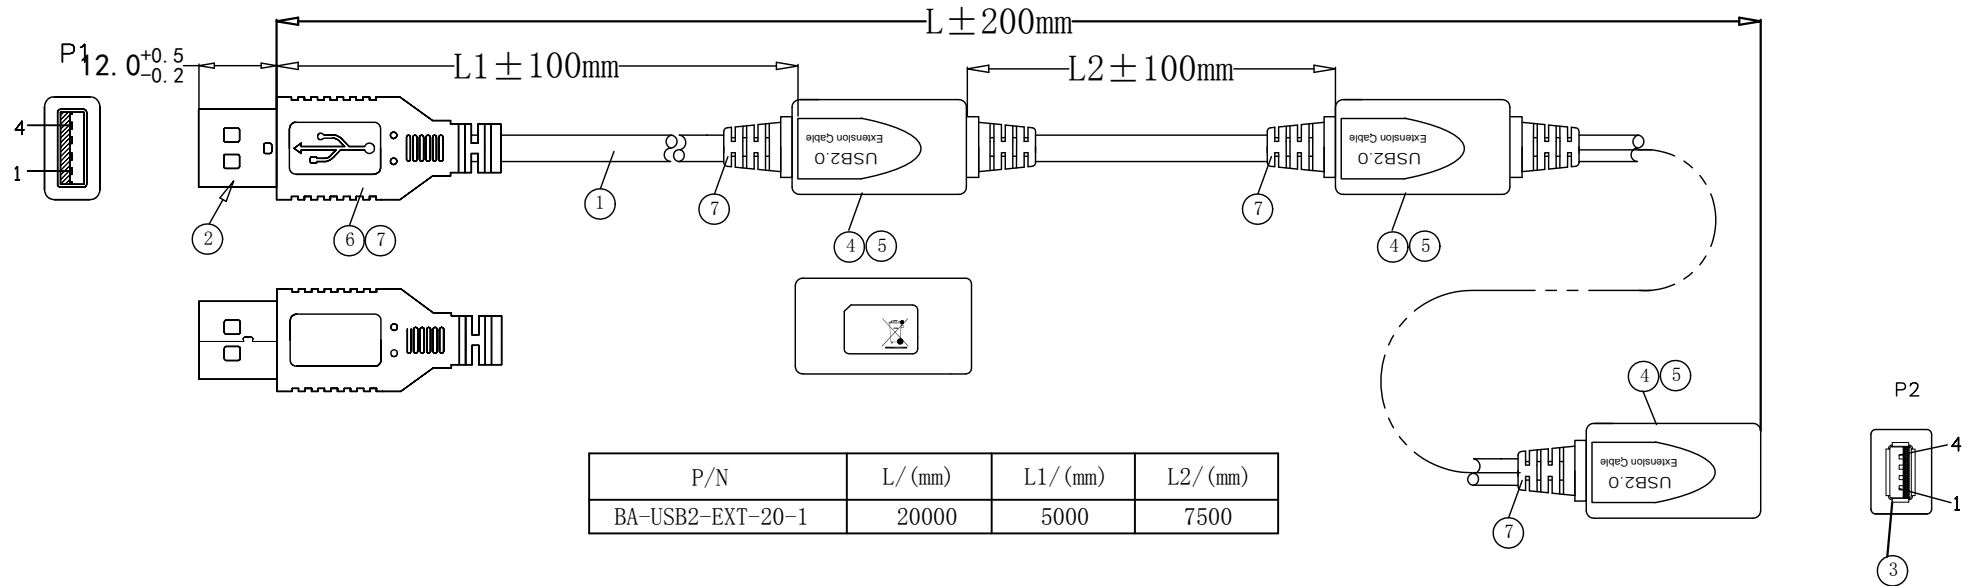 L±200mm
P1
12.0+0.5-0.2
L1±100mm
L2±100mm
4
1
Extension Cable
USB2.0
Extension Cable
USB2.0
1
7
7
2
6 7
4 5
4 5
4 5
P2
Extension Cable
USB2.0
4
1
7
3
P/N L/(mm) L1/(mm) L2/(mm)
BA-USB2-EXT-20-1 20000 5000 7500